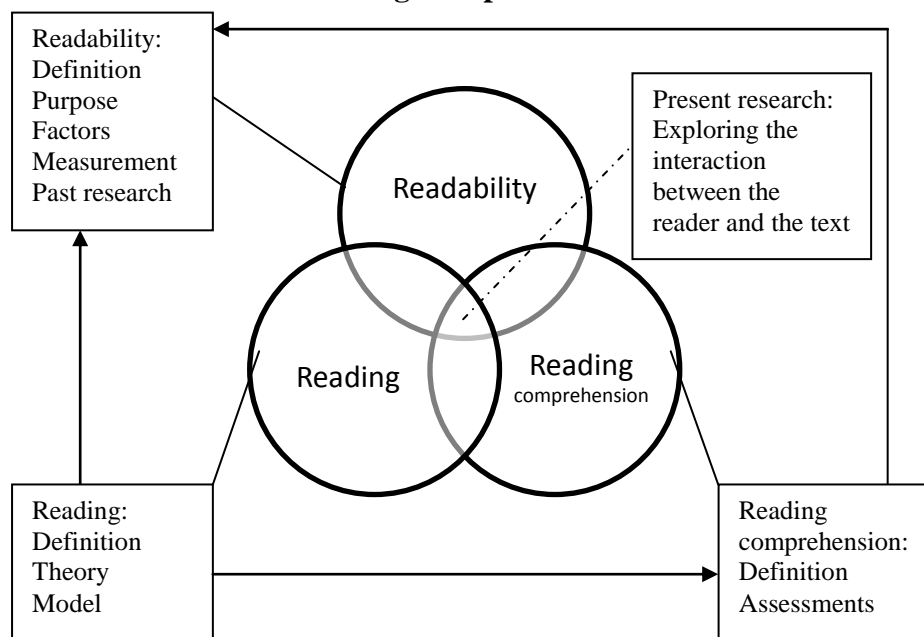 Readability:
Definition
Purpose
Factors
Measurement
Past research
Present research:
Exploring the
interaction
between the
reader and the text
Readability
Reading
Reading
comprehension
Reading:
Definition
Theory
Model
Reading
comprehension:
Definition
Assessments